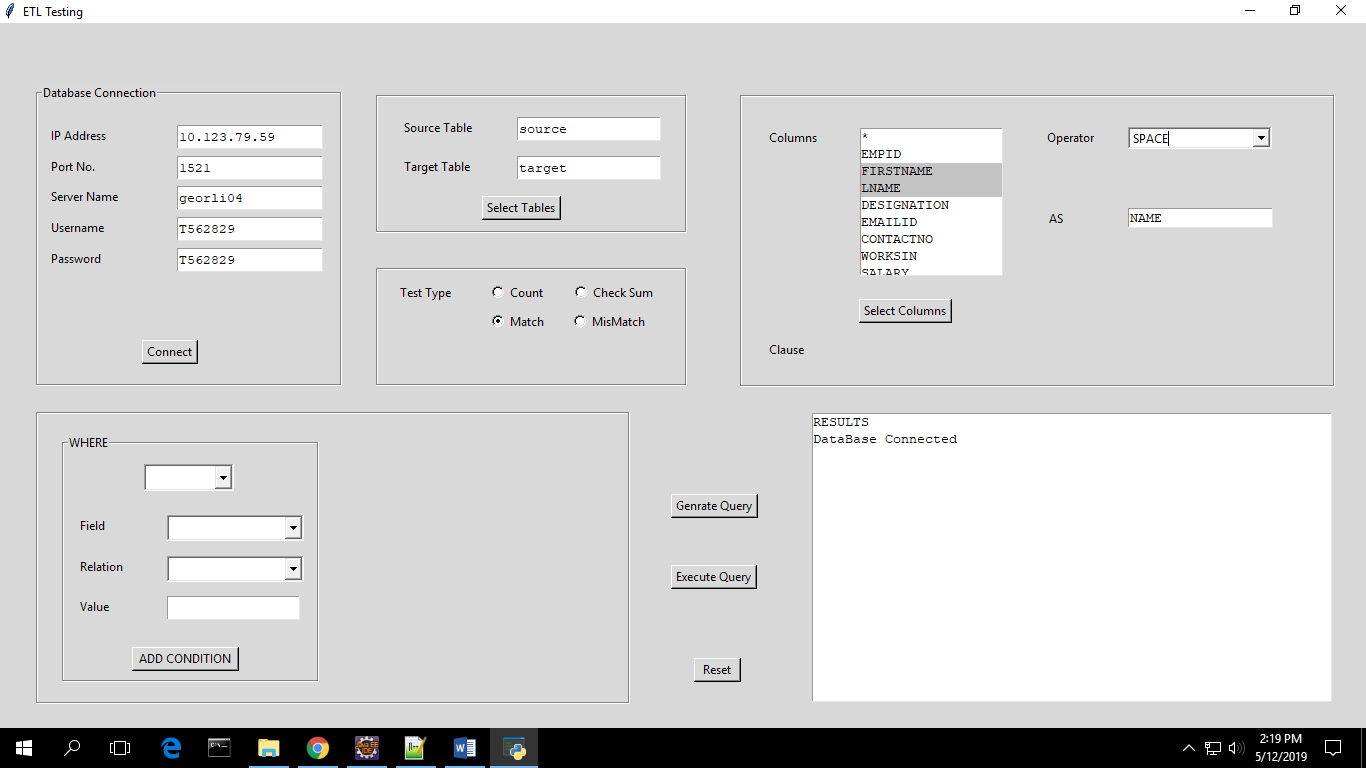 ETL Testing
Database Connection
IP Address 10.123.79.59
Port No. 1521
Server Name georli04
Username T562829
Password T562829
Connect
Source Table source
Target Table target
Select Tables
Test Type Count Check Sum
Match MisMatch
Columns
*
EMPID
FIRSTNAME
LNAME
DESIGNATION
EMAILID
CONTACTNO
WORKSIN
SALARY
Operator SPACE
AS NAME
Select Columns
Clause
WHERE
Field
Relation
Value
ADD CONDITION
Genrate Query
Execute Query
Reset
RESULTS
DataBase Connected
2:19 PM
5/12/2019